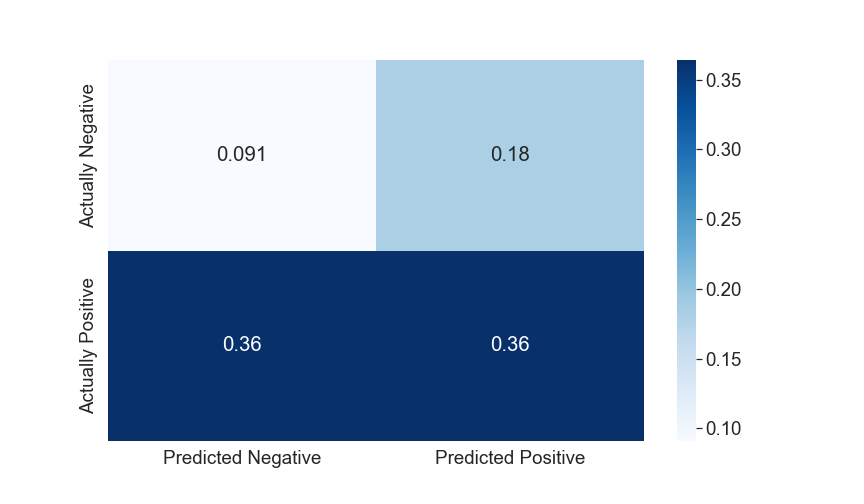 Actually Negative
0.091
0.18
Actually Positive
0.36
0.36
Predicted Negative
Predicted Positive
0.35
0.30
0.25
0.20
0.15
0.10